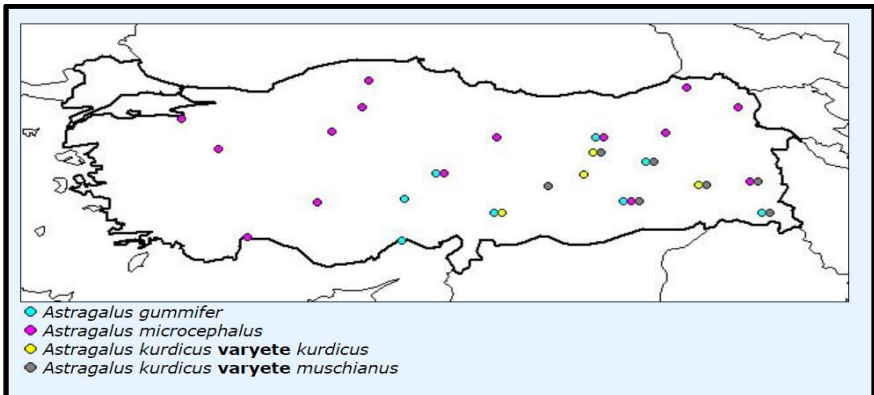 Astragalus gummifer
Astragalus microcephalus
Astragalus kurdicus varyete kurdicus
Astragalus kurdicus varyete muschianus